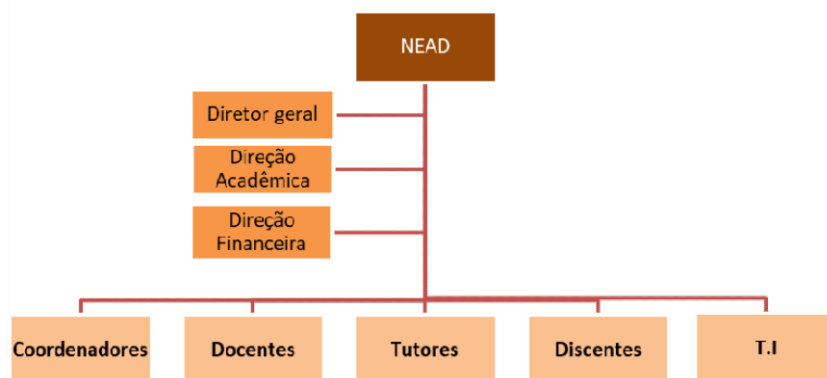 NEAD
Diretor geral
Direção
Acadêmica
Direção
Financeira
Coordenadores
Docentes
Tutores
Discentes
T.I